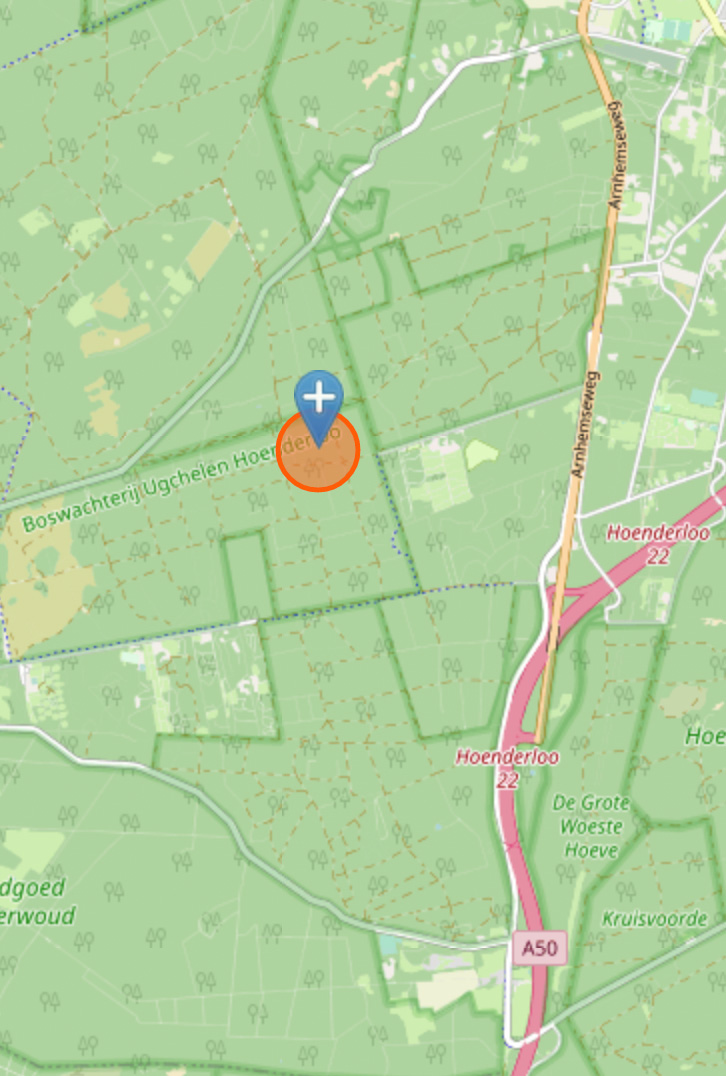 Arnhemseweg
Arnhemseweg
Boswachterij Ugchelen Hoenderloo
Hoenderloo
22
Hoenderloo
22
Hoe
De Grote
Woeste
Hoeve
dgoed
erwoud
Kruisvoorde
A50